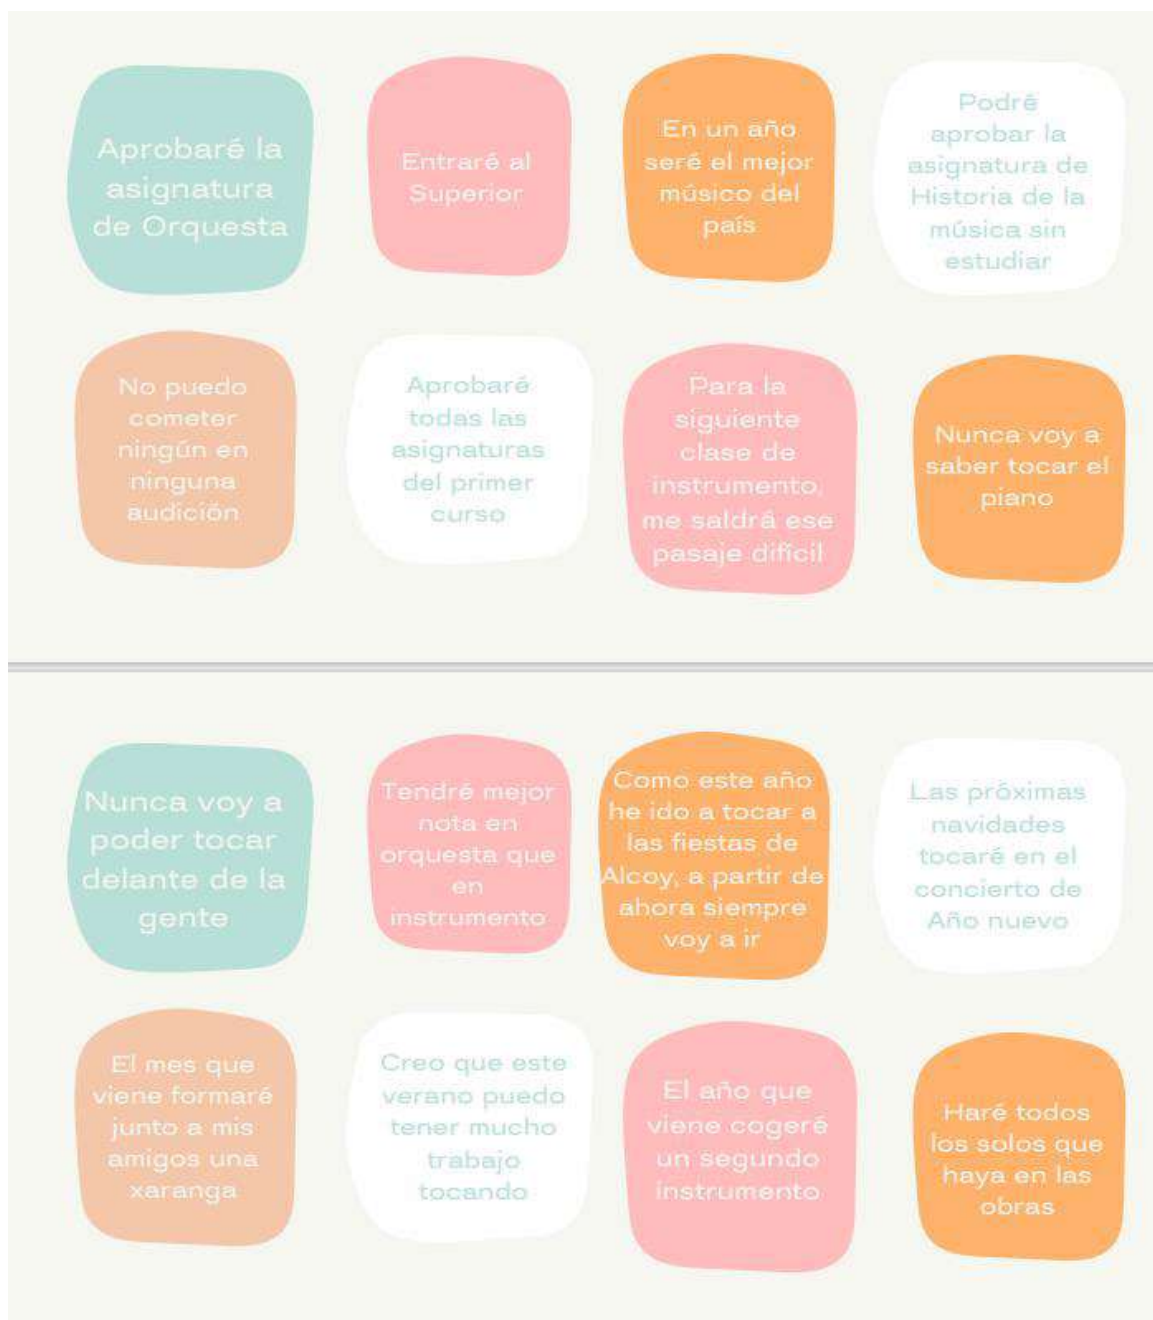 Aprobaré la
asignatura
de Orquesta
Entraré al
Superior
En un año
seré el mejor
músico del
país
Podré
aprobar la
asignatura de
Historia de la
música sin
estudiar
No puedo
cometer
ningún en
ninguna
audición
Aprobaré
todas las
asignaturas
del primer
curso
Para la
siguiente
clase de
instrumento,
me saldrá ese
pasaje difícil
Nunca voy a
saber tocar el
piano
Nunca voy a
poder tocar
delante de la
gente
Tendré mejor
nota en
orquesta que
en
instrumento
Como este año
he ido a tocar a
las fiestas de
Alcoy, a partir de
ahora siempre
voy a ir
Las próximas
navidades
tocaré en el
concierto de
Año nuevo
El mes que
viene formaré
junto a mis
amigos una
xaranga
Creo que este
verano puedo
tener mucho
trabajo
tocando
El año que
viene cogeré
un segundo
instrumento
Haré todos
los solos que
haya en las
obras